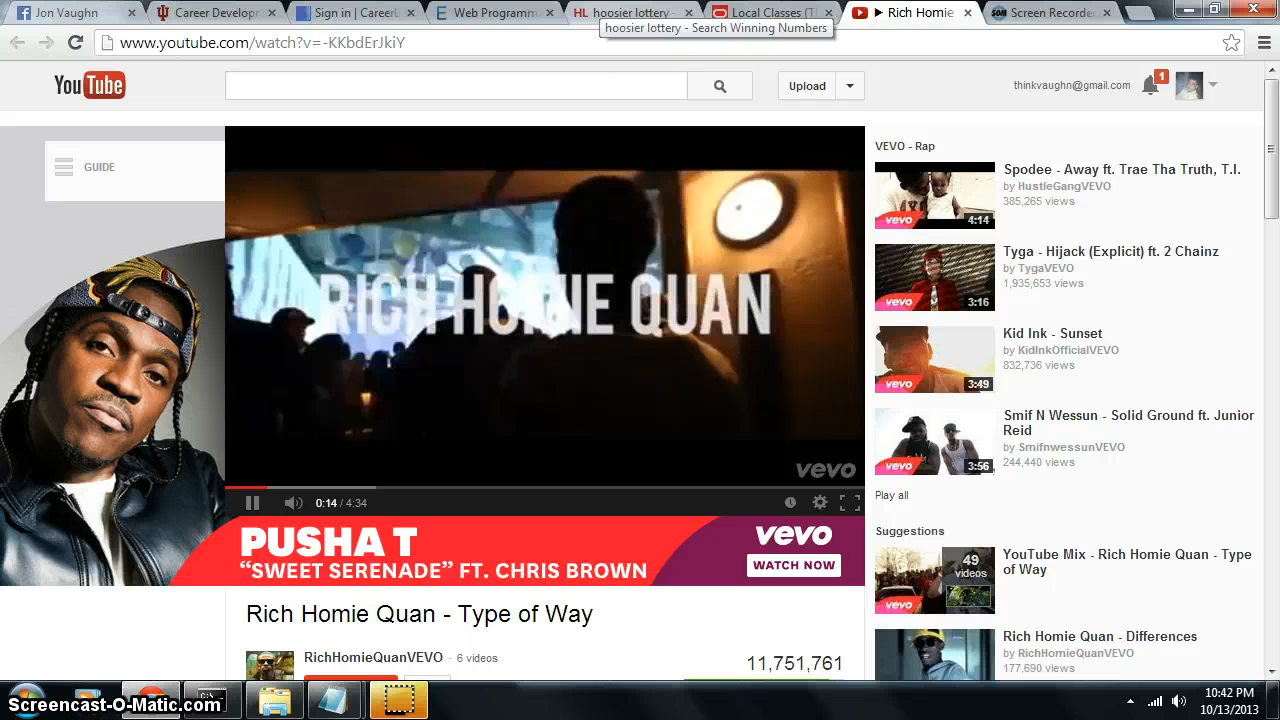 Jon Vaughn
Career Developm
Sign in | CareerL
Web Programm
HL hoosier lottery -
Local Classes (Th
▶ Rich Homie
SOM Screen Recorder
hoosier lottery - Search Winning Numbers
www.youtube.com/watch?v=-KKbdErJkiY
YouTube
Upload
thinkvaughn@gmail.com
1
GUIDE
RICH HOMIE QUAN
vevo
0:14 / 4:34
PUSHA T
“SWEET SERENADE” FT. CHRIS BROWN
vevo
WATCH NOW
Rich Homie Quan - Type of Way
RichHomieQuanVEVO · 6 videos
11,751,761
VEVO - Rap
vevo 4:14
Spodee - Away ft. Trae Tha Truth, T.I.
by HustleGangVEVO
385,265 views
vevo 3:16
Tyga - Hijack (Explicit) ft. 2 Chainz
by TygaVEVO
1,935,653 views
vevo 3:49
Kid Ink - Sunset
by KidInkOfficialVEVO
832,736 views
vevo 3:56
Smif N Wessun - Solid Ground ft. Junior
Reid
by SmifnwessunVEVO
244,440 views
Play all
Suggestions
49
videos
vevo
YouTube Mix - Rich Homie Quan - Type
of Way
Rich Homie Quan - Differences
by RichHomieQuanVEVO
177,690 views
Screencast-O-Matic.com
10:42 PM
10/13/2013